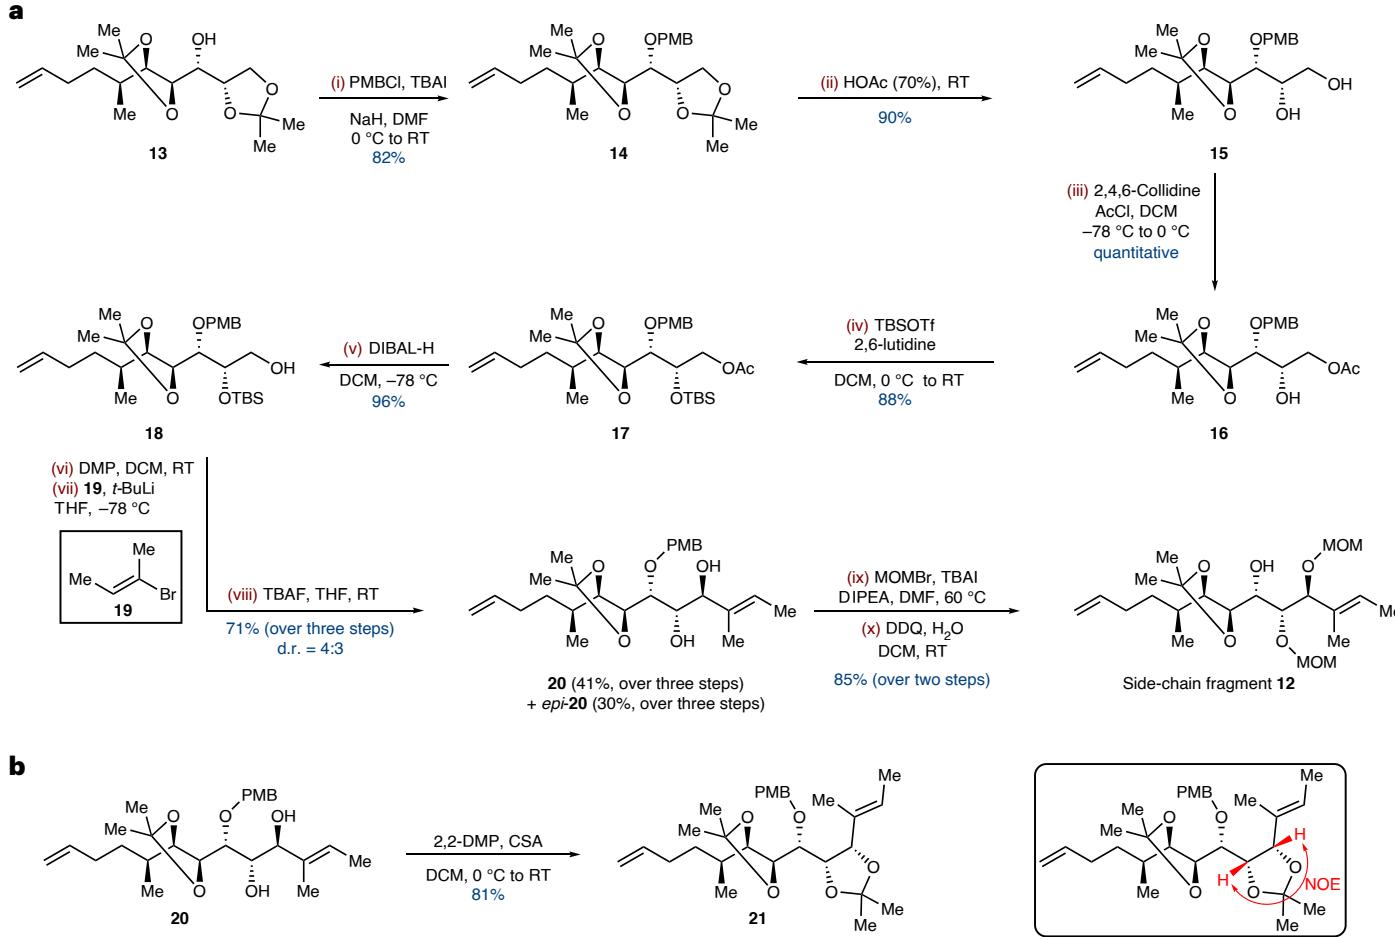 a
Me
Me
O
OH
O
Me
O
O
Me
Me
13
(i) PMBCl, TBAI
NaH, DMF
0 °C to RT
82%
Me
Me
O
OPMB
O
Me
O
O
Me
Me
14
(ii) HOAc (70%), RT
90%
Me
Me
O
OPMB
OH
Me
O
OH
15
(iii) 2,4,6-Collidine
AcCl, DCM
–78 °C to 0 °C
quantitative
Me
Me
O
OPMB
OAc
Me
O
OH
16
(iv) TBSOTf
2,6-lutidine
DCM, 0 °C to RT
88%
Me
Me
O
OPMB
OAc
Me
O
OTBS
17
(v) DIBAL-H
DCM, –78 °C
96%
Me
Me
O
OPMB
OH
Me
O
OTBS
18
(vi) DMP, DCM, RT
(vii) 19, t-BuLi
THF, –78 °C
Me
Me
Br
19
(viii) TBAF, THF, RT
71% (over three steps)
d.r. = 4:3
Me
Me
O
O
PMB
OH
Me
Me
O
OH
Me
20 (41%, over three steps)
+ epi-20 (30%, over three steps)
(ix) MOMBr, TBAI
DIPEA, DMF, 60 °C
(x) DDQ, H2O
DCM, RT
85% (over two steps)
Me
Me
O
OH
O
MOM
Me
Me
O
O
MOM
Me
Side-chain fragment 12
b
Me
Me
O
O
PMB
OH
Me
Me
O
OH
Me
20
2,2-DMP, CSA
DCM, 0 °C to RT
81%
Me
Me
Me
O
PMB
O
Me
O
Me
O
O
Me
Me
21
Me
Me
Me
O
PMB
O
Me
H
O
H
Me
O
O
NOE
Me
Me